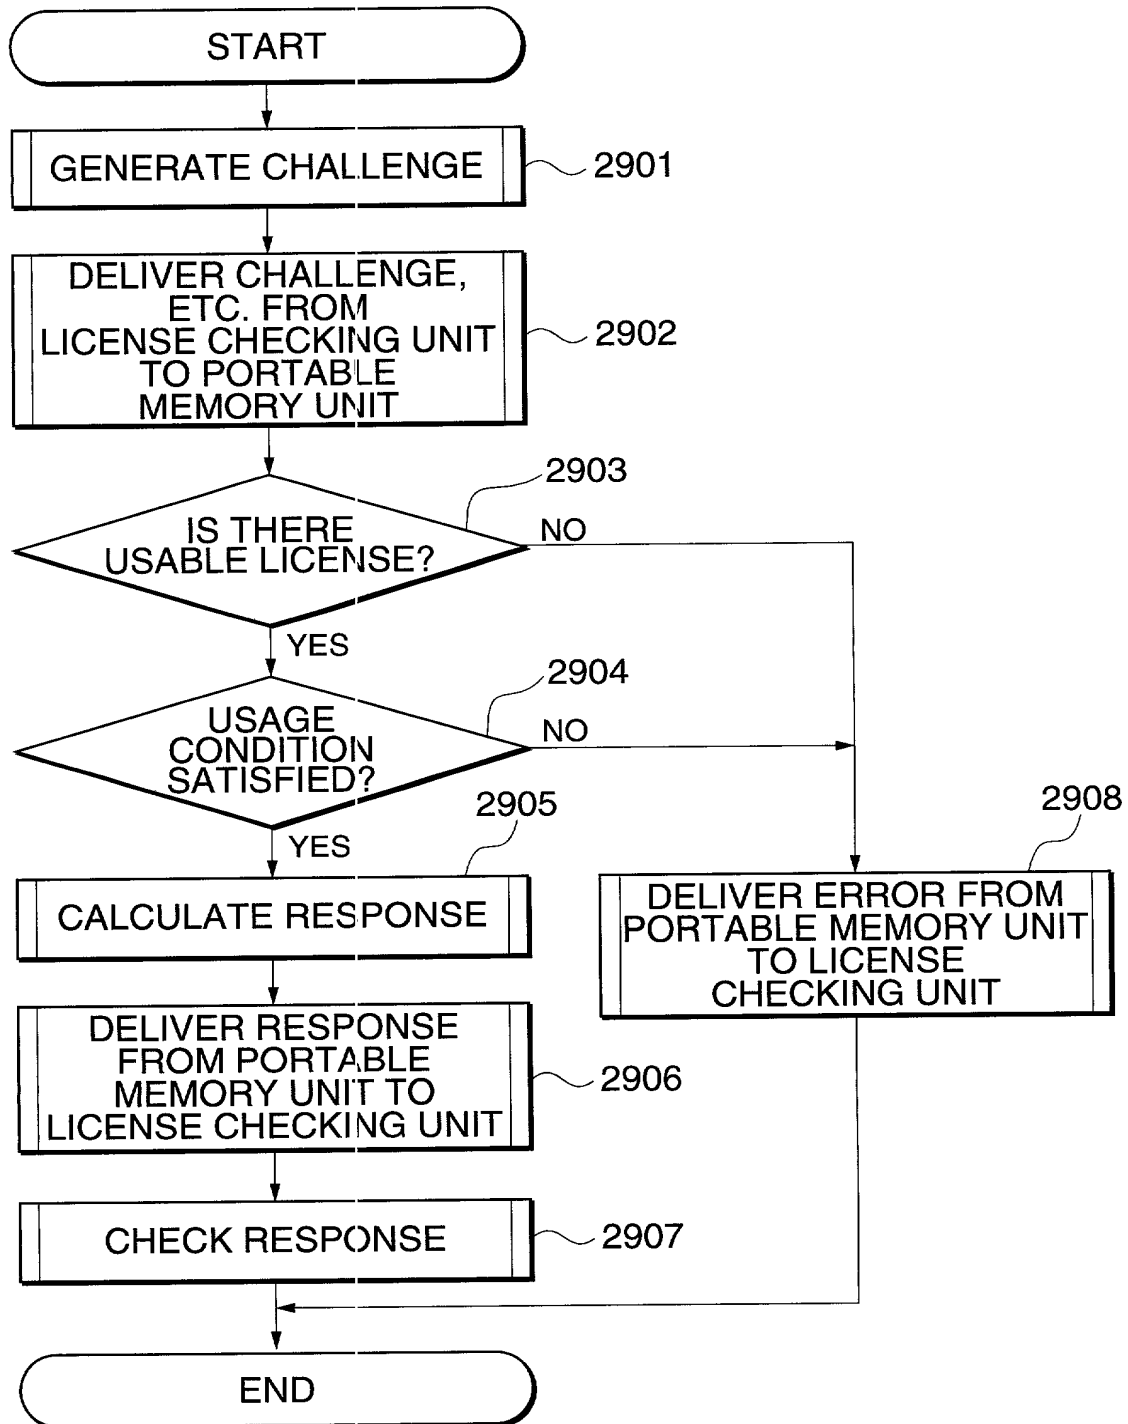 START
GENERATE CHALLENGE
2901
DELIVER CHALLENGE,
ETC. FROM
LICENSE CHECKING UNIT
TO PORTABLE
MEMORY UNIT
2902
2903
IS THERE
USABLE LICENSE?
NO
YES
2904
USAGE
CONDITION
SATISFIED?
NO
YES
2905
CALCULATE RESPONSE
2908
DELIVER ERROR FROM
PORTABLE MEMORY UNIT
TO LICENSE
CHECKING UNIT
DELIVER RESPONSE
FROM PORTABLE
MEMORY UNIT TO
LICENSE CHECKING UNIT
2906
CHECK RESPONSE
2907
END